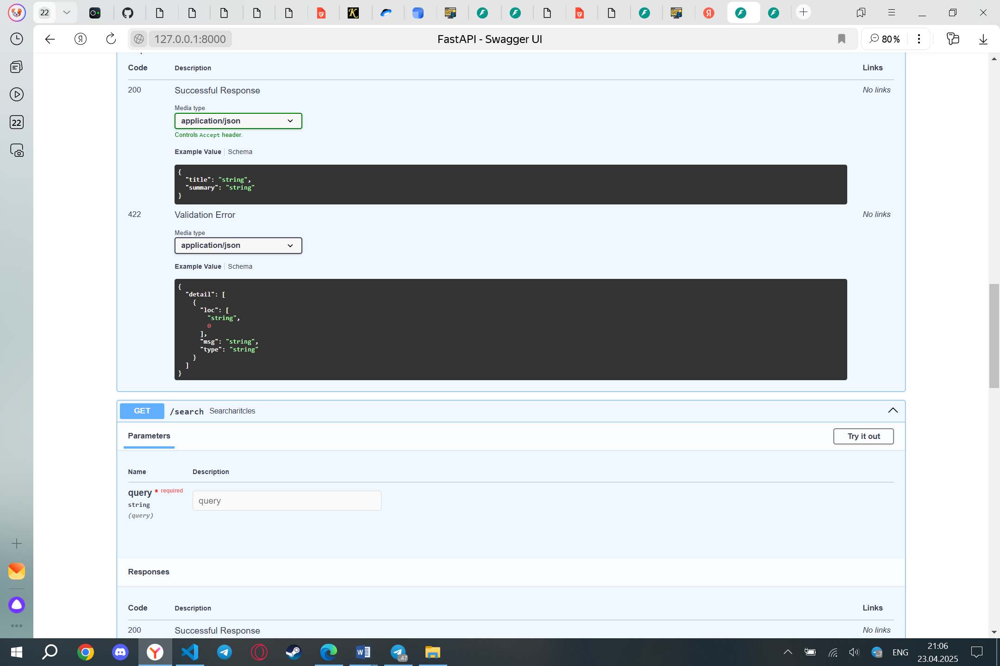 22
127.0.0.1:8000
FastAPI - Swagger UI
80%
22
Code
Description
Links
200
Successful Response
No links
Media type
application/json
Controls Accept header.
Example Value
Schema
{
"title": "string",
"summary": "string"
}
422
Validation Error
No links
Media type
application/json
Example Value
Schema
{
"detail": [
{
"loc": [
"string",
0
],
"msg": "string",
"type": "string"
}
]
}
GET
/search
Searcharitcles
Parameters
Try it out
Name
Description
query * required
query
string
(query)
Responses
Code
Description
Links
200
Successful Response
No links
..47
..7
ENG
21:06
23.04.2025